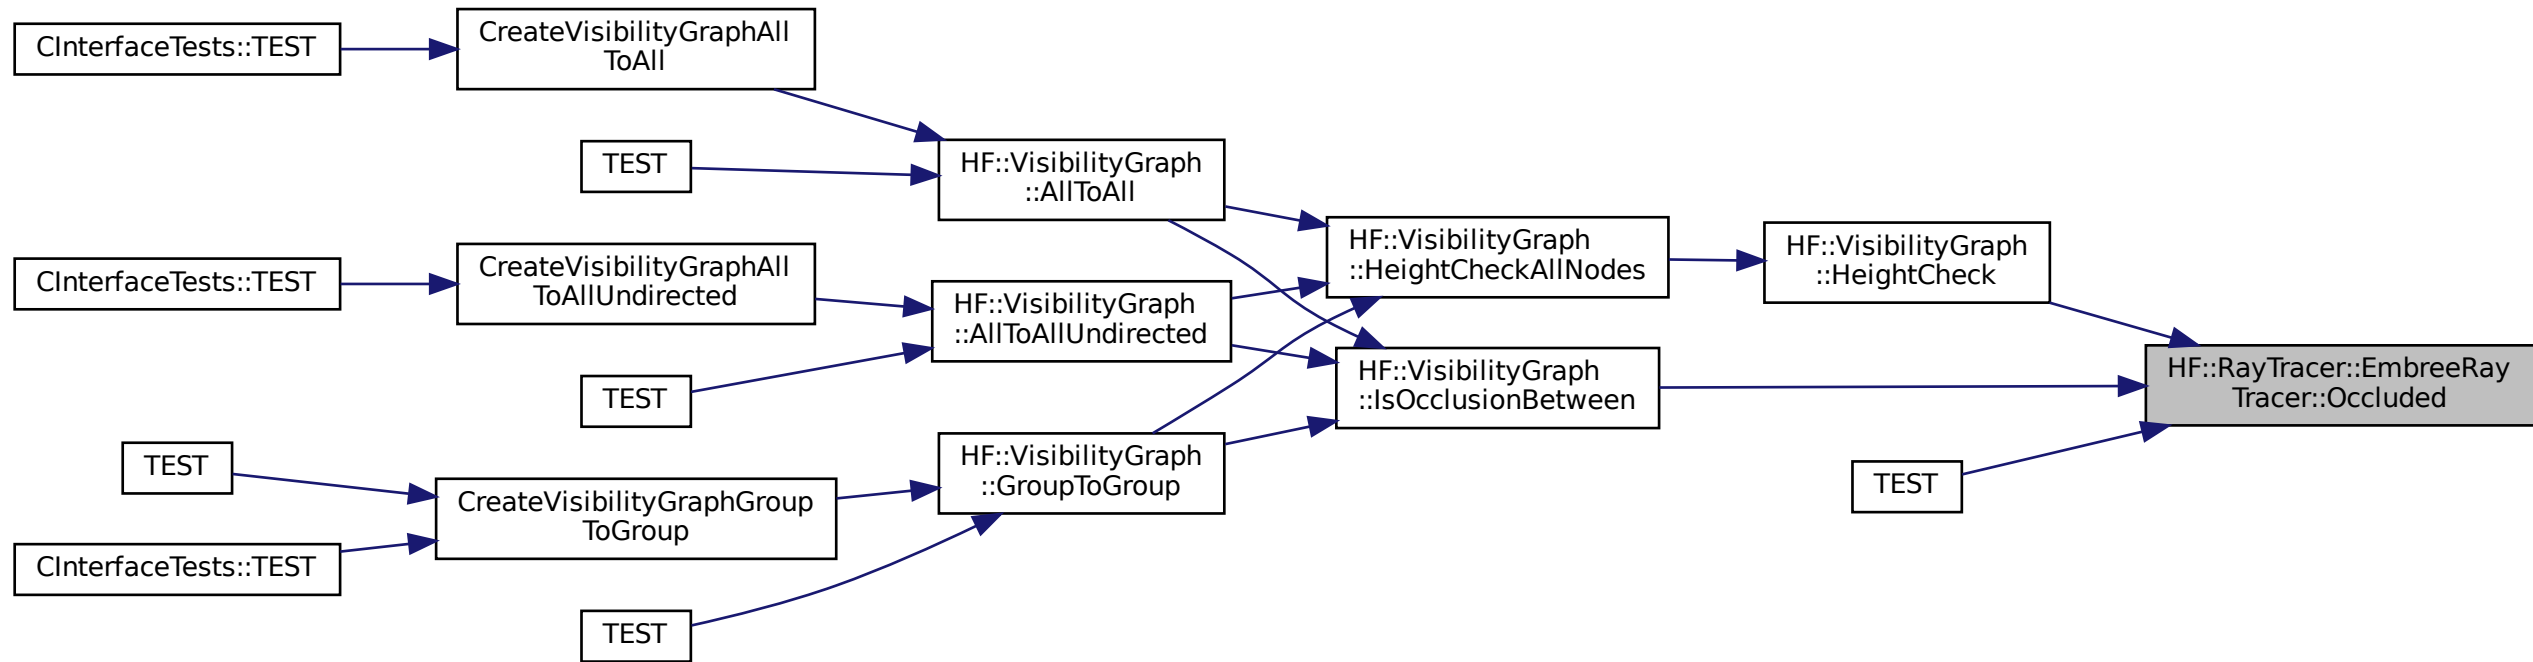 CInterfaceTests::TEST
CreateVisibilityGraphAll
ToAll
TEST
HF::VisibilityGraph
::AllToAll
CInterfaceTests::TEST
CreateVisibilityGraphAll
ToAllUndirected
TEST
HF::VisibilityGraph
::AllToAllUndirected
TEST
CInterfaceTests::TEST
CreateVisibilityGraphGroup
ToGroup
TEST
HF::VisibilityGraph
::GroupToGroup
HF::VisibilityGraph
::HeightCheckAllNodes
HF::VisibilityGraph
::IsOcclusionBetween
HF::VisibilityGraph
::HeightCheck
TEST
HF::RayTracer::EmbreeRay
Tracer::Occluded